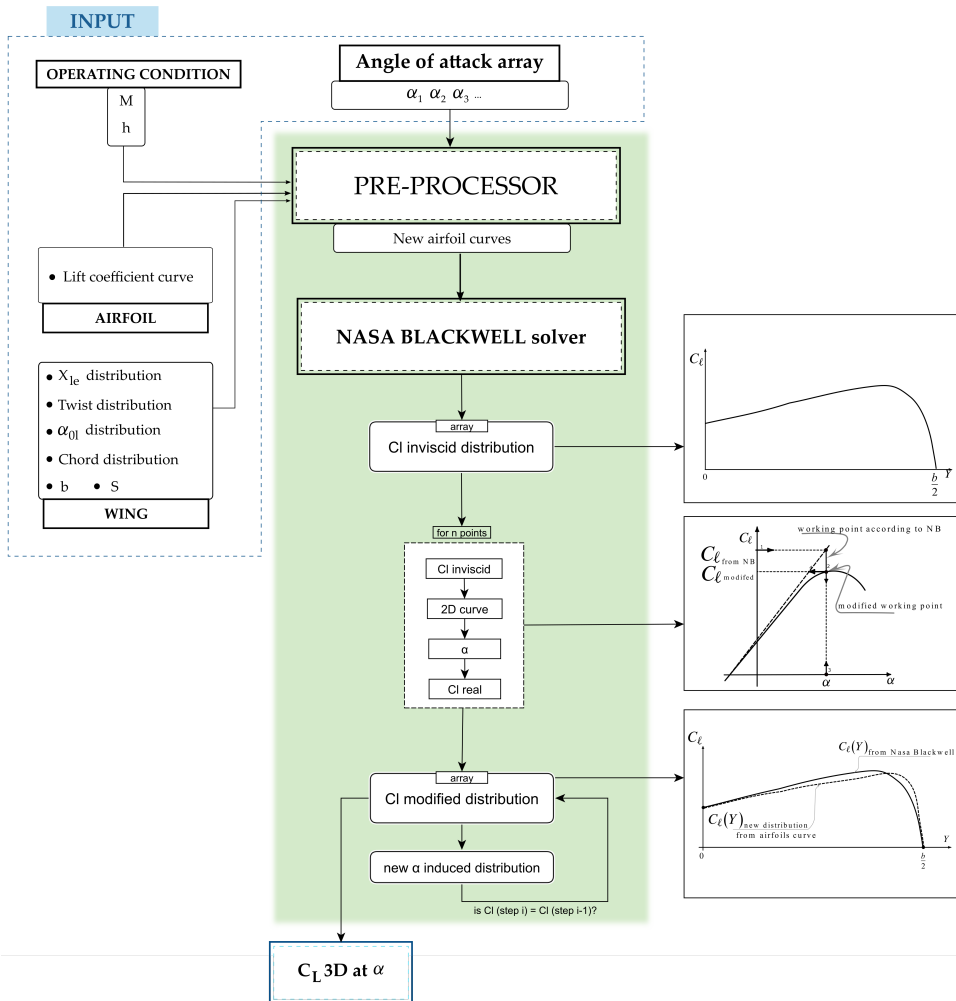 INPUT
OPERATING CONDITION
M
h
Angle of attack array
α1 α2 α3 ...
PRE-PROCESSOR
New airfoil curves
• Lift coefficient curve
AIRFOIL
• Xle distribution
• Twist distribution
• α0l distribution
• Chord distribution
• b • S
WING
NASA BLACKWELL solver
array
Cl inviscid distribution
Cℓ
0
b/2
Y
for n points
Cl inviscid
2D curve
α
Cl real
working point according to NB
Cℓ
1
Cℓ from NB
Cℓ modifed
2
modified working point
3
α
α
array
Cl modified distribution
new α induced distribution
is Cl (step i) = Cl (step i-1)?
Cℓ
Cℓ(Y) from Nasa Blackwell
Cℓ(Y) new distribution
from airfoils curve
0
b/2
Y
CL 3D at α